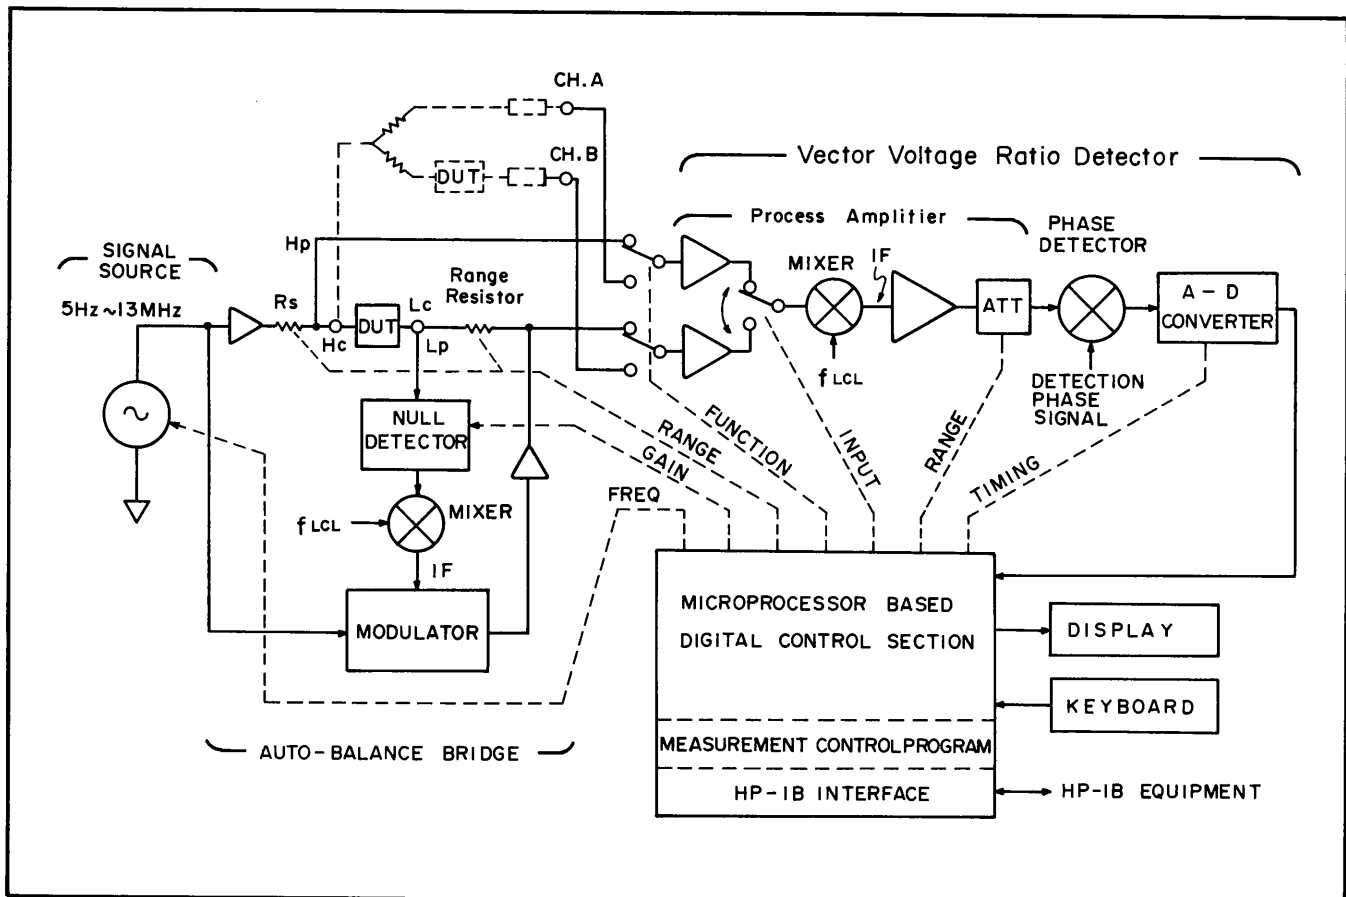 CH.A
CH.B
DUT
Vector Voltage Ratio Detector
Process Amplifier
PHASE
DETECTOR
SIGNAL
SOURCE
5Hz~13MHz
Hp
Rs
Range
Resistor
Lc
DUT
Hc
Lp
MIXER
IF
ATT
A-D
CONVERTER
fLCL
DETECTION
PHASE
SIGNAL
NULL
DETECTOR
FUNCTION
RANGE
GAIN
FREQ
INPUT
RANGE
TIMING
fLCL
MIXER
IF
MODULATOR
MICROPROCESSOR BASED
DIGITAL CONTROL SECTION
DISPLAY
KEYBOARD
MEASUREMENT CONTROL PROGRAM
HP-IB INTERFACE
HP-IB EQUIPMENT
AUTO-BALANCE BRIDGE